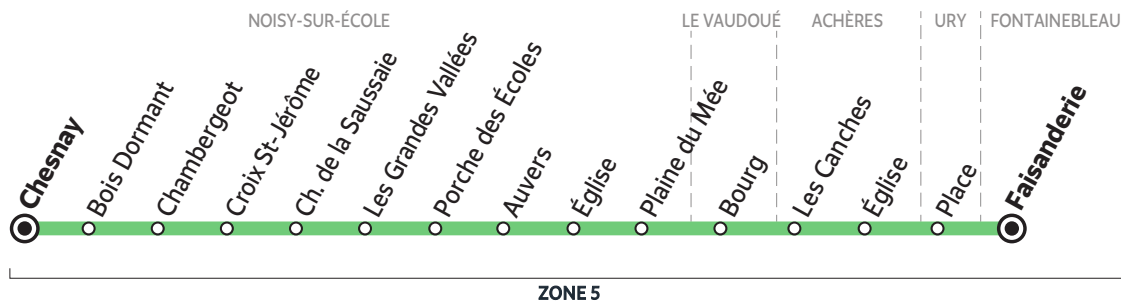 NOISY-SUR-ÉCOLE
LE VAUDOUÉ
ACHÈRES
URY
FONTAINEBLEAU
Chesnay
Bois Dormant
Chambergeot
Croix St-Jérôme
Ch. de la Saussaie
Les Grandes Vallées
Porche des Écoles
Auvers
Église
Plaine du Mée
Bourg
Les Canches
Église
Place
Faisanderie
ZONE 5